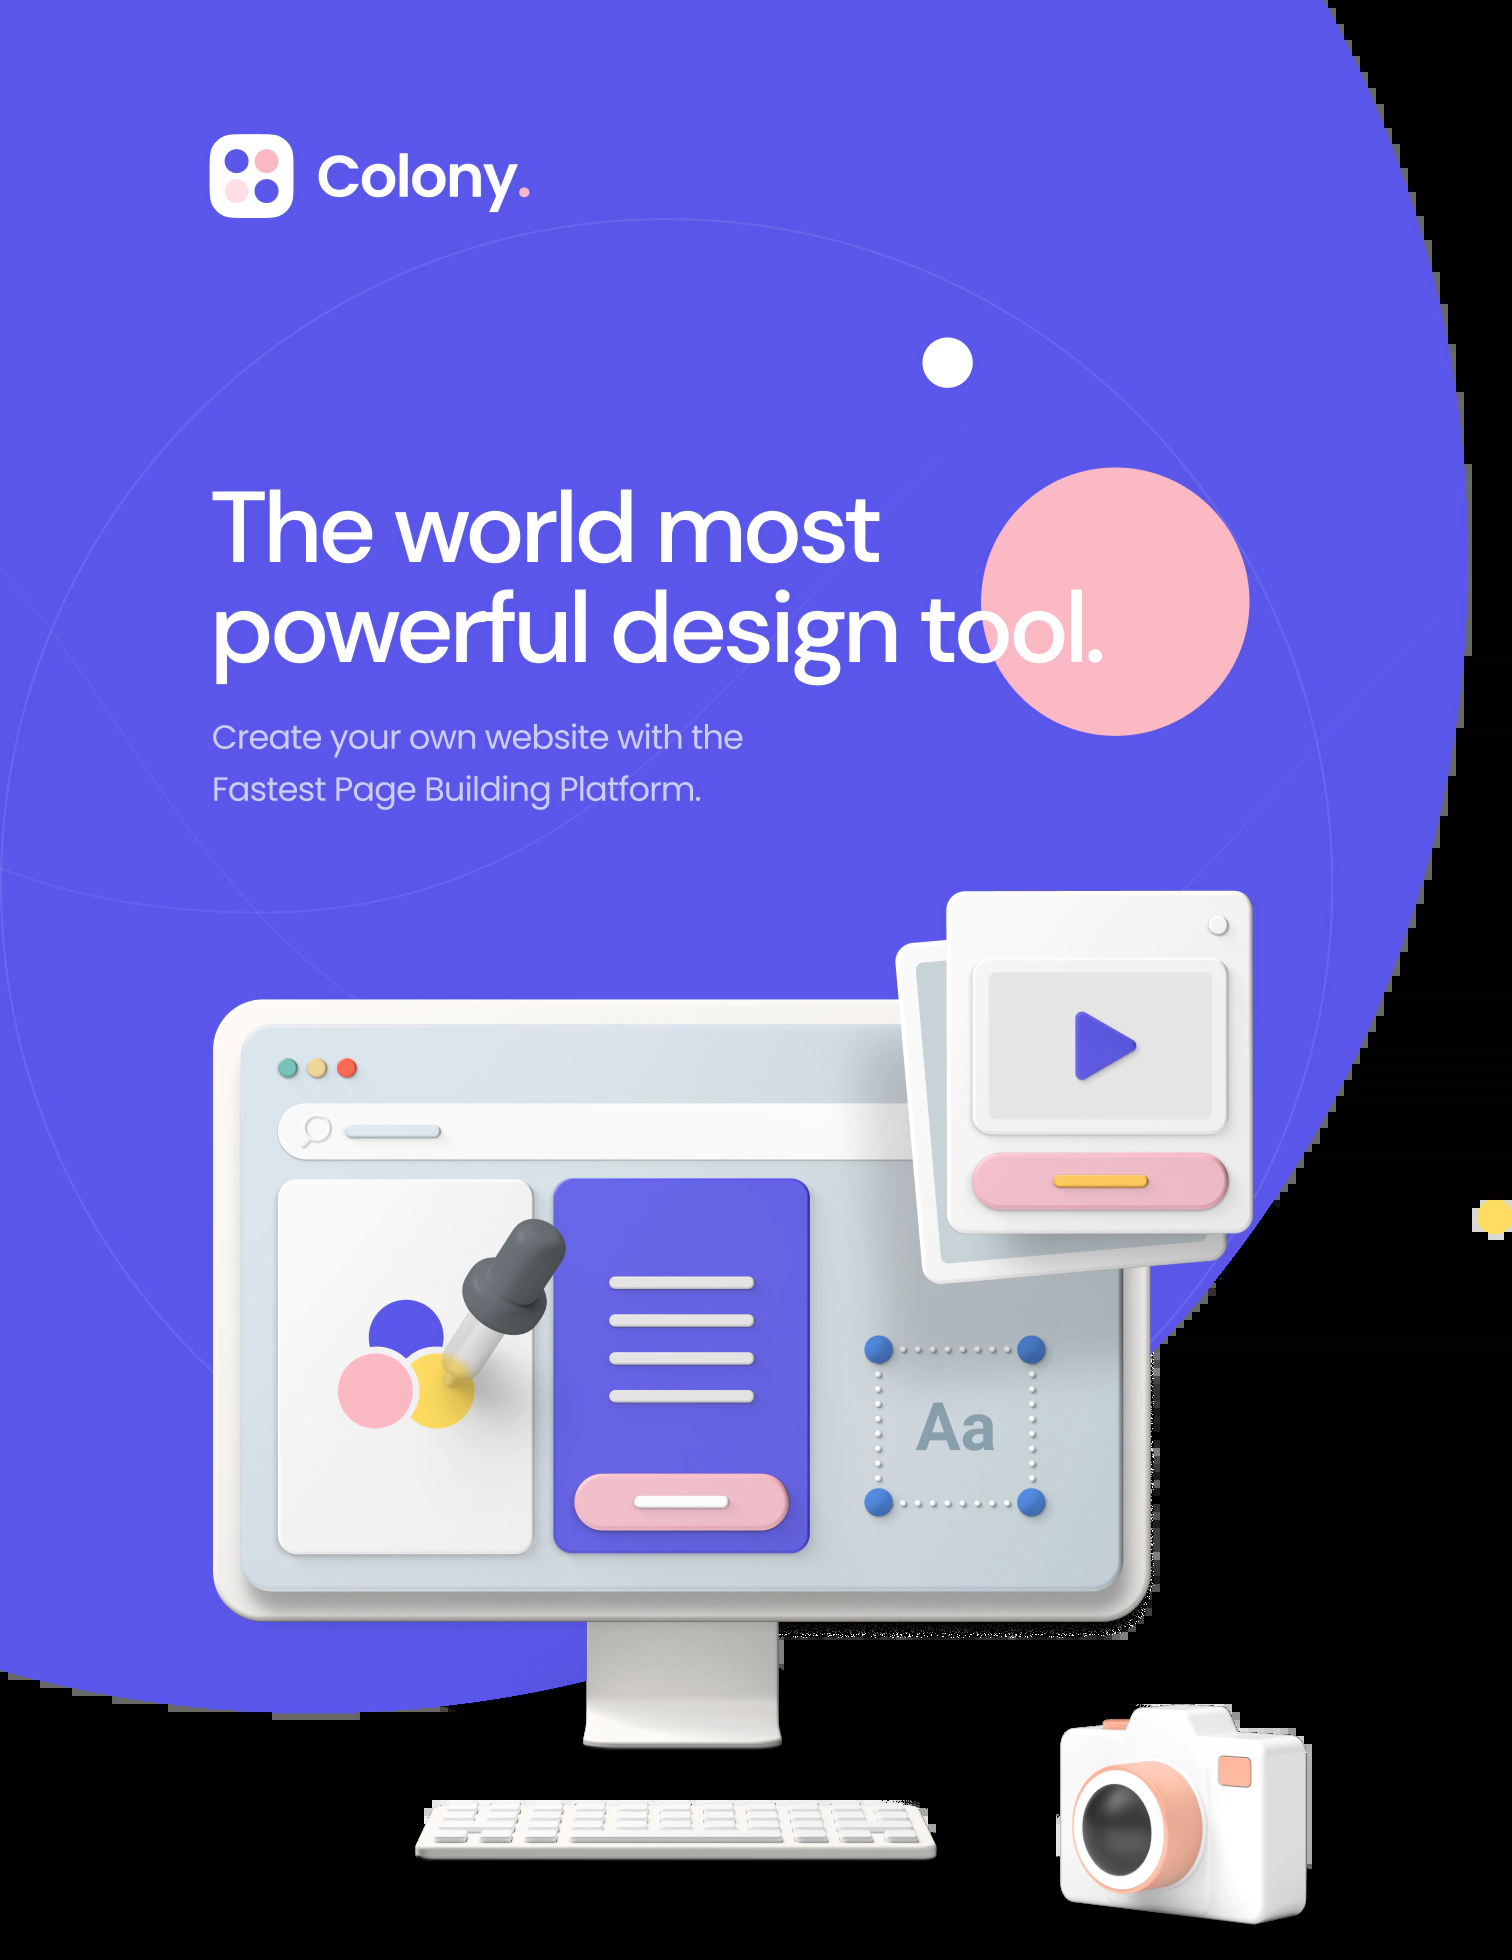 Colony.
The world most
powerful design tool.
Create your own website with the
Fastest Page Building Platform.
Aa